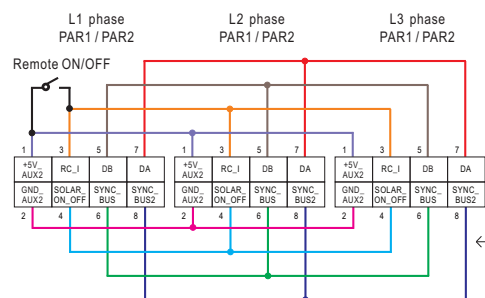 L1 phase
PAR1 / PAR2
L2 phase
PAR1 / PAR2
L3 phase
PAR1 / PAR2
Remote ON/OFF
1 3 5 7 1 3 5 7 1 3 5 7
+5V_
AUX2
RC_I
DB
DA
+5V_
AUX2
RC_I
DB
DA
+5V_
AUX2
RC_I
DB
DA
GND_
AUX2
SOLAR_
ON_OFF
SYNC_
BUS
SYNC_
BUS2
GND_
AUX2
SOLAR_
ON_OFF
SYNC_
BUS
SYNC_
BUS2
GND_
AUX2
SOLAR_
ON_OFF
SYNC_
BUS
SYNC_
BUS2
2 4 6 8 2 4 6 8 2 4 6 8